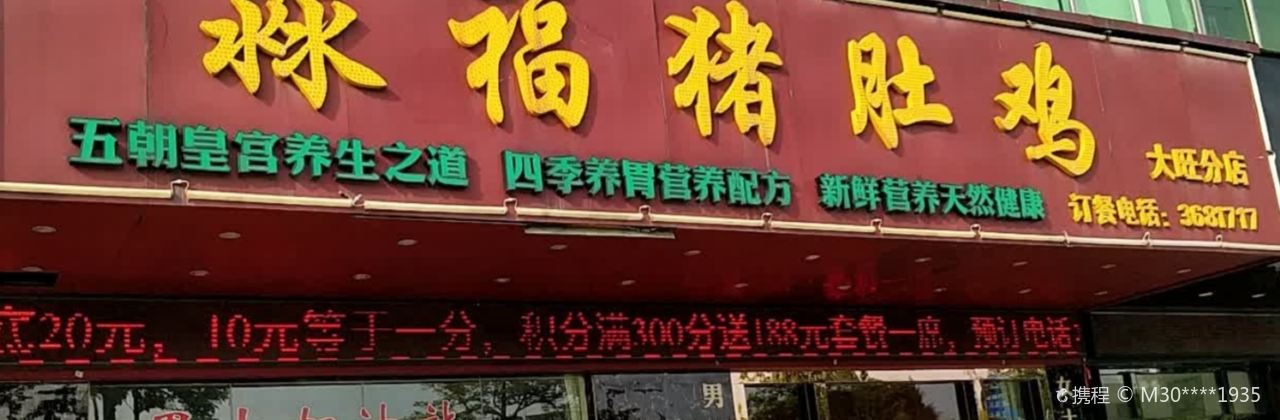 淼福猪肚鸡
大旺分店
五朝皇宫养生之道 四季养胃营养配方 新鲜营养天然健康
订餐电话：3681717
20元，10元等于一分，积分满300分送188元套餐一席，预订电话
男
携程 © M30****1935